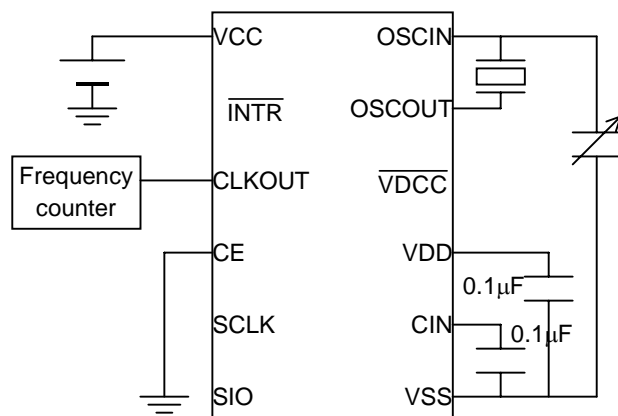 VCC
OSCIN
INTR
OSCOUT
Frequency
counter
CLKOUT
VDCC
CE
VDD
0.1μF
SCLK
CIN
0.1μF
SIO
VSS